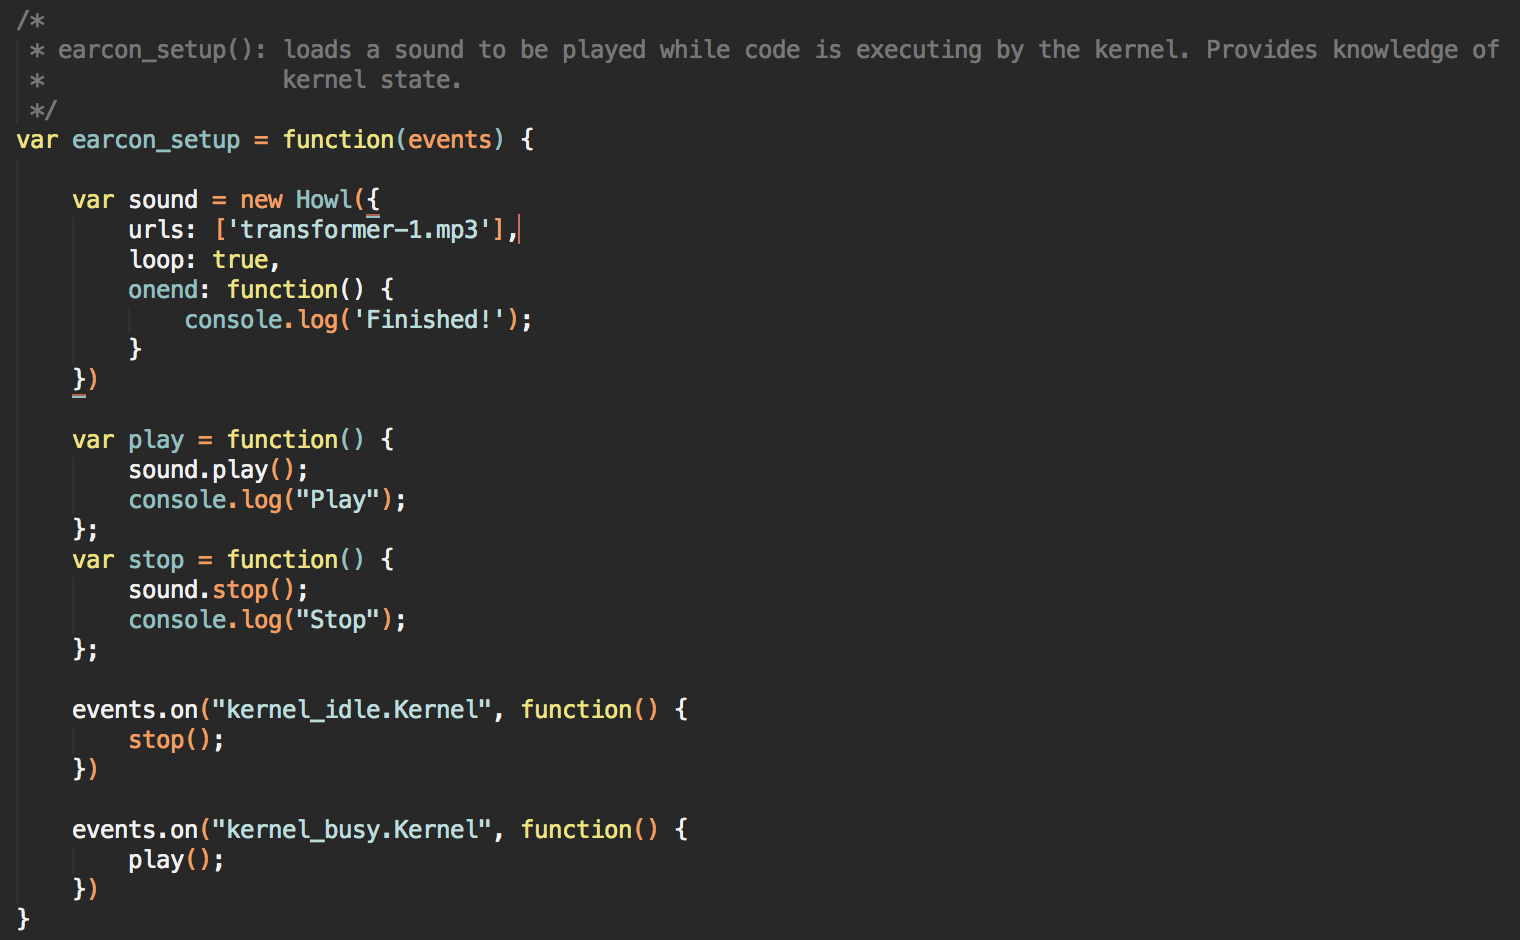 /*
 * earcon_setup(): loads a sound to be played while code is executing by the kernel. Provides knowledge of
 *                 kernel state.
 */
var earcon_setup = function(events) {

    var sound = new Howl({
        urls: ['transformer-1.mp3'],
        loop: true,
        onend: function() {
            console.log('Finished!');
        }
    })

    var play = function() {
        sound.play();
        console.log("Play");
    };
    var stop = function() {
        sound.stop();
        console.log("Stop");
    };

    events.on("kernel_idle.Kernel", function() {
        stop();
    })

    events.on("kernel_busy.Kernel", function() {
        play();
    })
}